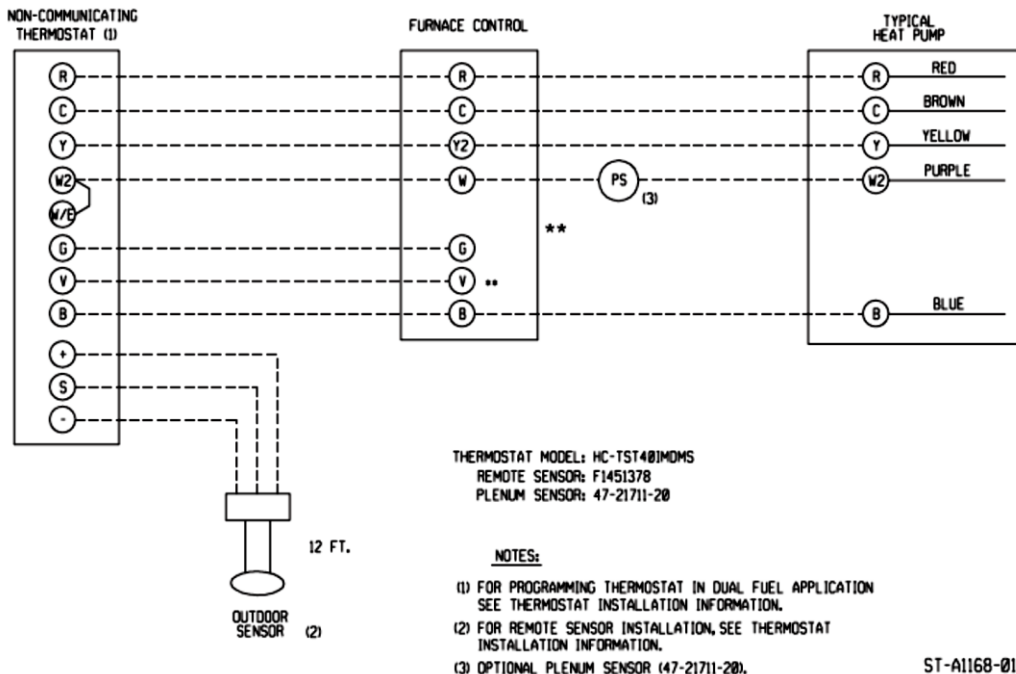 NON-COMMUNICATING
THERMOSTAT (1)
FURNACE CONTROL
TYPICAL
HEAT PUMP
R R R RED
C C C BROWN
Y Y2 Y YELLOW
W2 W PS (3) W2 PURPLE
W/E
**
G G
V V **
B B B BLUE
+
S
-
THERMOSTAT MODEL: HC-TST401MDMS
REMOTE SENSOR: F1451378
PLENUM SENSOR: 47-21711-20
12 FT.
OUTDOOR
SENSOR (2)
NOTES:
(1) FOR PROGRAMMING THERMOSTAT IN DUAL FUEL APPLICATION
SEE THERMOSTAT INSTALLATION INFORMATION.
(2) FOR REMOTE SENSOR INSTALLATION, SEE THERMOSTAT
INSTALLATION INFORMATION.
(3) OPTIONAL PLENUM SENSOR (47-21711-20).
ST-A1168-01